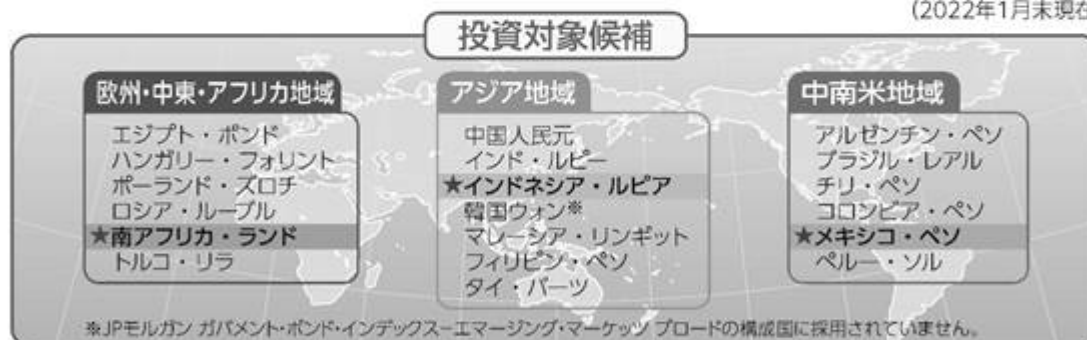 (2022年1月末現在
投資対象候補
欧州・中東・アフリカ地域
エジプト・ポンド
ハンガリー・フォリント
ポーランド・ズロチ
ロシア・ルーブル
★南アフリカ・ランド
トルコ・リラ
アジア地域
中国人民元
インド・ルピー
★インドネシア・ルピア
韓国ウォン※
マレーシア・リンギット
フィリピン・ペソ
タイ・バーツ
中南米地域
アルゼンチン・ペソ
ブラジル・レアル
チリ・ペソ
コロンビア・ペソ
★メキシコ・ペソ
ペルー・ソル
※JPモルガン ガバメント・ボンド・インデックス-エマージング・マーケッツ ブロードの構成国に採用されていません。